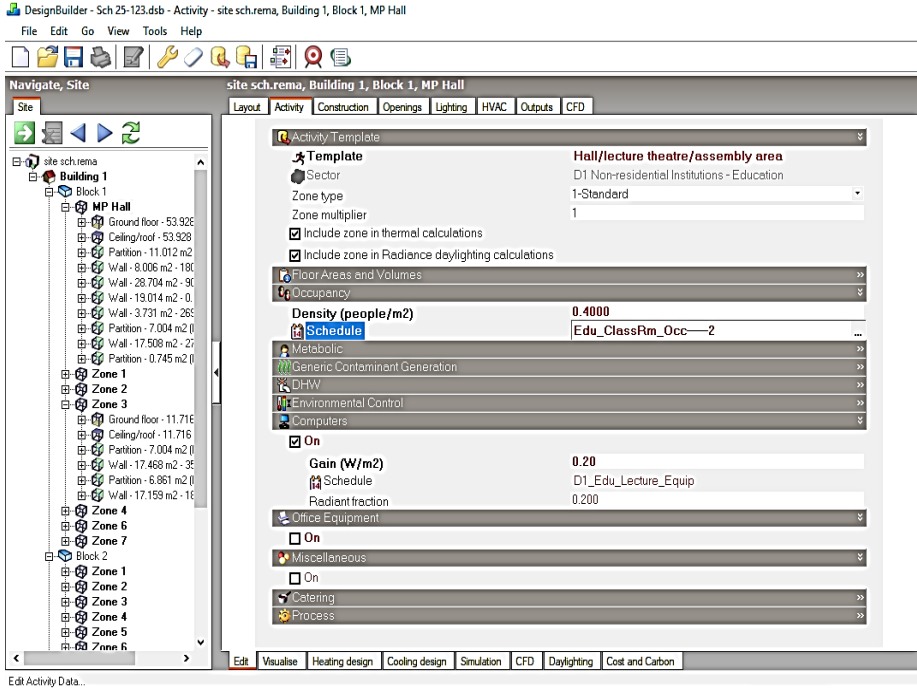 DesignBuilder - Sch 25-123.dsb - Activity - site sch.rema, Building 1, Block 1, MP Hall
File Edit Go View Tools Help
Navigate, Site
Site
site sch.rema
Building 1
Block 1
MP Hall
Ground floor - 53.928
Ceiling/roof - 53.928
Partition - 11.012 m2
Wall - 8.006 m2 - 180
Wall - 28.704 m2 - 90
Wall - 19.014 m2 - 0.
Wall - 3.731 m2 - 269
Partition - 7.004 m2 (I
Wall - 17.508 m2 - 27
Partition - 0.745 m2 (I
Zone 1
Zone 2
Zone 3
Ground floor - 11.716
Ceiling/roof - 11.716
Partition - 7.004 m2 (I
Wall - 17.468 m2 - 35
Partition - 6.861 m2 (I
Wall - 17.159 m2 - 18
Zone 4
Zone 6
Zone 7
Block 2
Zone 1
Zone 2
Zone 3
Zone 4
Zone 5
Zone 6
site sch.rema, Building 1, Block 1, MP Hall
Layout Activity Construction Openings Lighting HVAC Outputs CFD
Activity Template
Template Hall/lecture theatre/assembly area
Sector D1 Non-residential Institutions - Education
Zone type 1-Standard
Zone multiplier 1
Include zone in thermal calculations
Include zone in Radiance daylighting calculations
Floor Areas and Volumes
Occupancy
Density (people/m2) 0.4000
14 Schedule Edu_ClassRm_Occ——2 ...
Metabolic
Generic Contaminant Generation
DHW
Environmental Control
Computers
On
Gain (W/m2) 0.20
14 Schedule D1_Edu_Lecture_Equip
Radiant fraction 0.200
Office Equipment
On
Miscellaneous
On
Catering
Process
Edit Visualise Heating design Cooling design Simulation CFD Daylighting Cost and Carbon
Edit Activity Data...